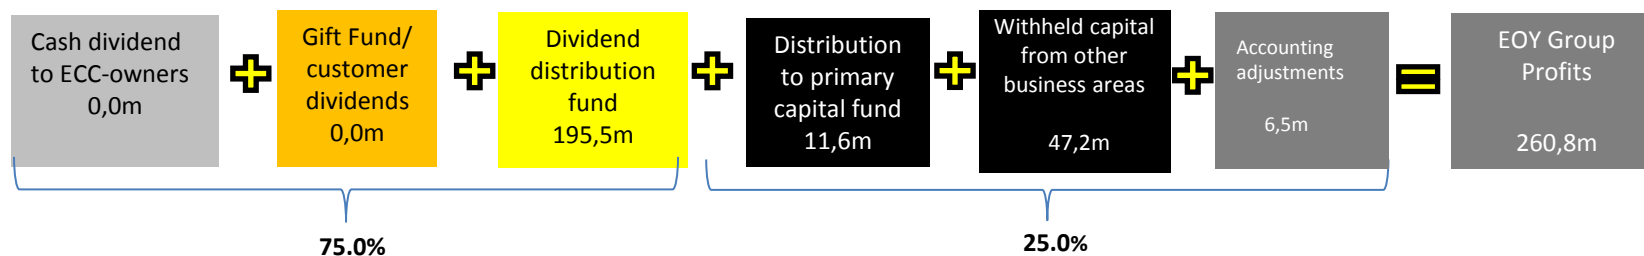 Cash dividend
to ECC-owners
0,0m
Gift Fund/
customer
dividends
0,0m
Dividend
distribution
fund
195,5m
Distribution
to primary
capital fund
11,6m
Withheld capital
from other
business areas
47,2m
Accounting
adjustments
6,5m
EOY Group
Profits
260,8m
75.0%
25.0%